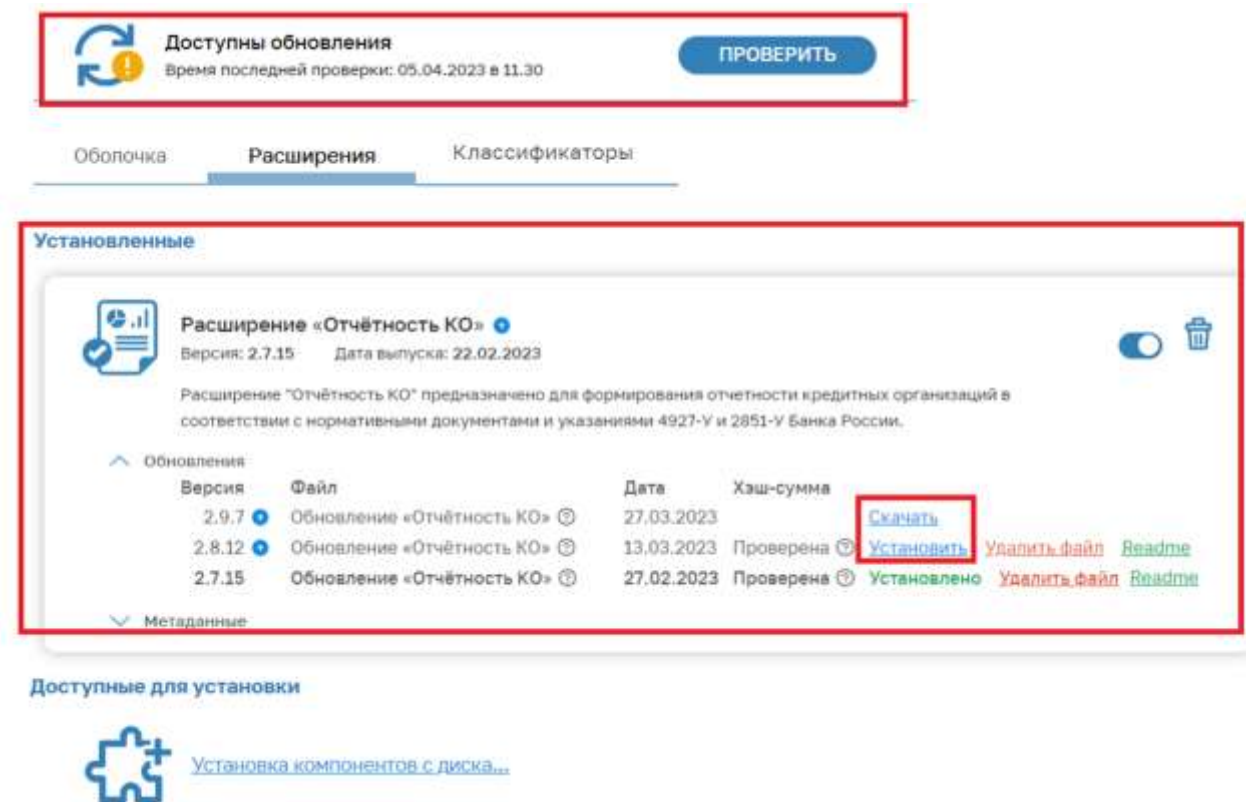 Доступны обновления
Время последней проверки: 05.04.2023 в 11.30
ПРОВЕРИТЬ
Оболочка Расширения Классификаторы
Установленные
Расширение «Отчётность КО»
Версия: 2.7.15 Дата выпуска: 22.02.2023
Расширение "Отчётность КО" предназначено для формирования отчетности кредитных организаций в
соответствии с нормативными документами и указаниями 4927-У и 2851-У Банка России.
Обновления
Версия Файл Дата Хэш-сумма
2.9.7 Обновление «Отчётность КО» 27.03.2023 Скачать
2.8.12 Обновление «Отчётность КО» 13.03.2023 Проверена Установить Удалить файл Readme
2.7.15 Обновление «Отчётность КО» 27.02.2023 Проверена Установлено Удалить файл Readme
Метаданные
Доступные для установки
Установка компонентов с диска...